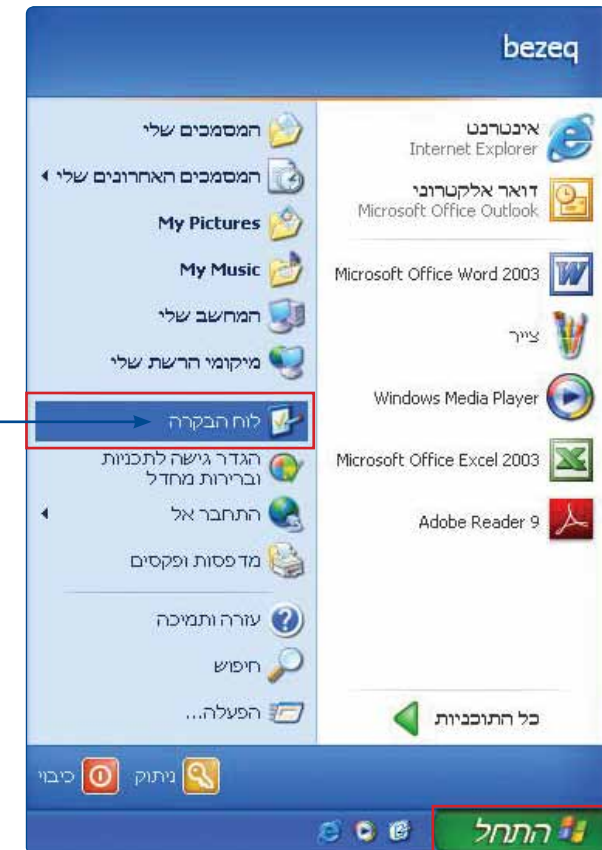 bezeq
אינטרנט
Internet Explorer
דואר אלקטרוני
Microsoft Office Outlook
Microsoft Office Word 2003
צייר
Windows Media Player
Microsoft Office Excel 2003
Adobe Reader 9
כל התוכניות
המסמכים שלי
המסמכים האחרונים שלי
My Pictures
My Music
המחשב שלי
מיקומי הרשת שלי
לוח הבקרה
הגדר גישה לתכניות
וברירות מחדל
התחבר אל
מדפסות ופקסים
עזרה ותמיכה
חיפוש
הפעלה...
ניתוק
כיבוי
התחל